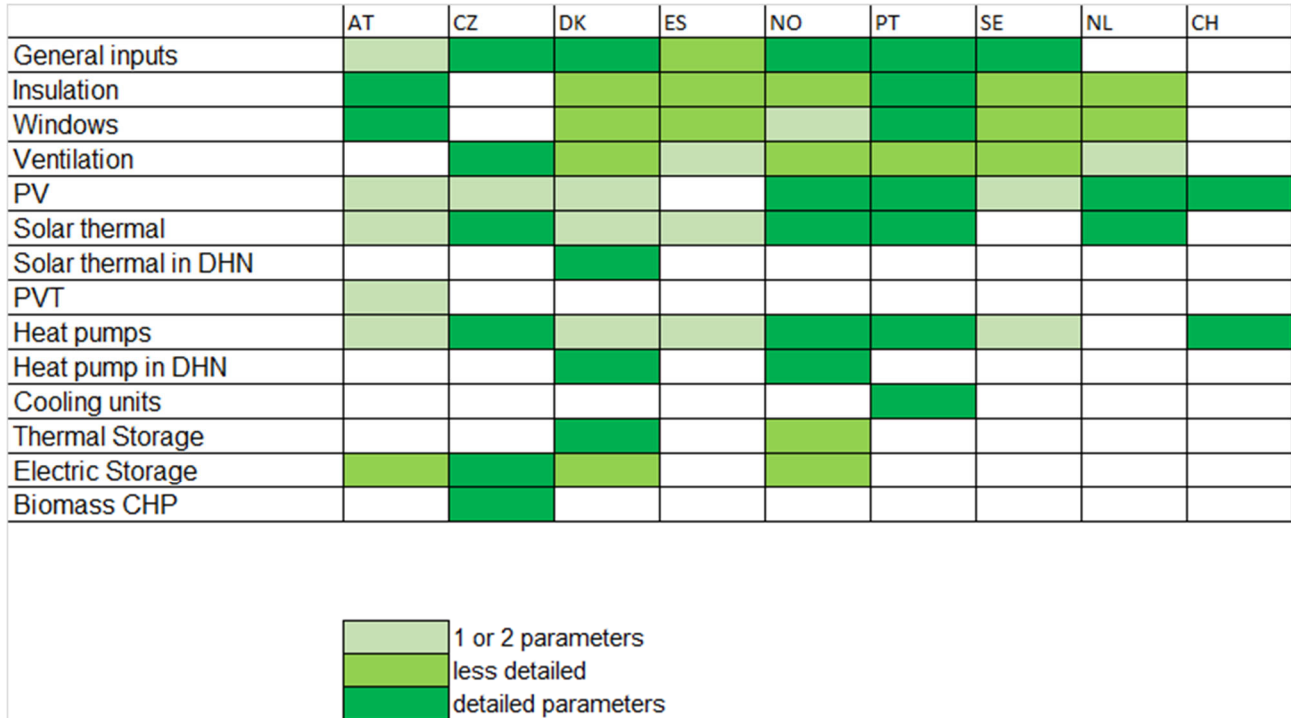 AT CZ DK ES NO PT SE NL CH
General inputs
Insulation
Windows
Ventilation
PV
Solar thermal
Solar thermal in DHN
PVT
Heat pumps
Heat pump in DHN
Cooling units
Thermal Storage
Electric Storage
Biomass CHP
1 or 2 parameters
less detailed
detailed parameters